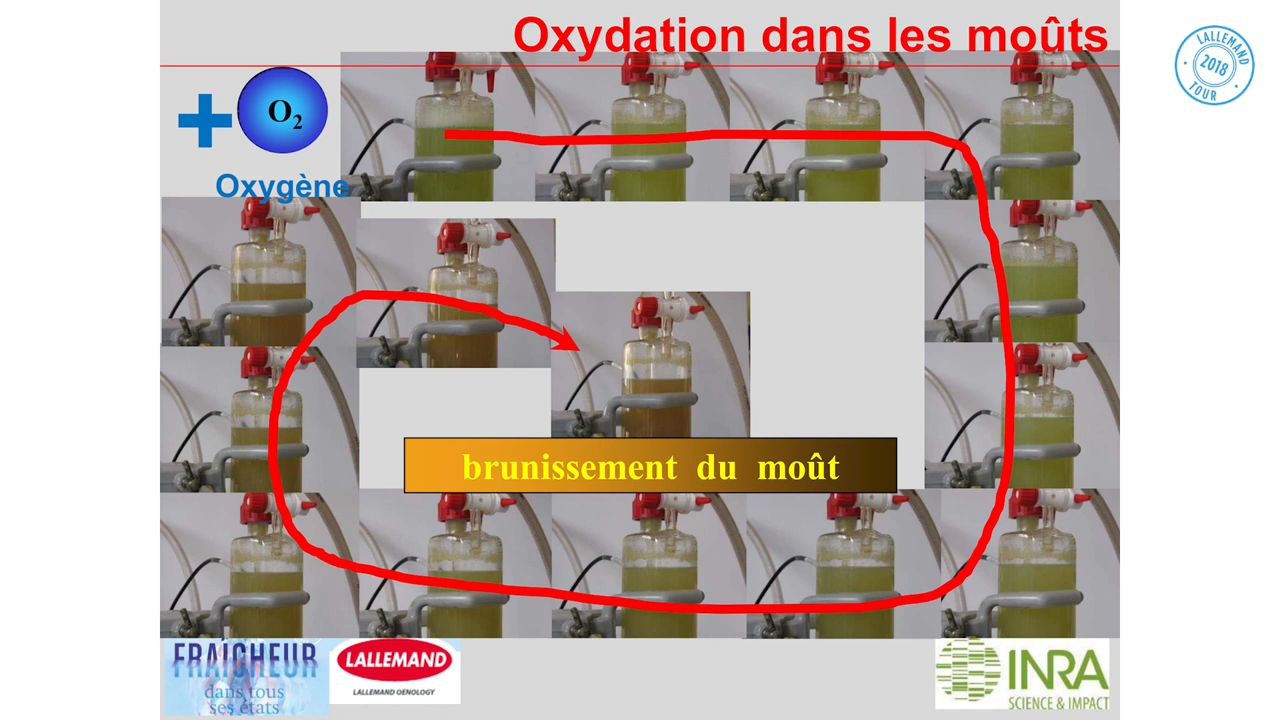 Oxydation dans les moûts
LALLEMAND
2018
TOUR
+
O₂
Oxygène
brunissement du moût
FRAÎCHEUR
dans tous
ses états
LALLEMAND
LALLEMAND OENOLOGY
INRA
SCIENCE & IMPACT